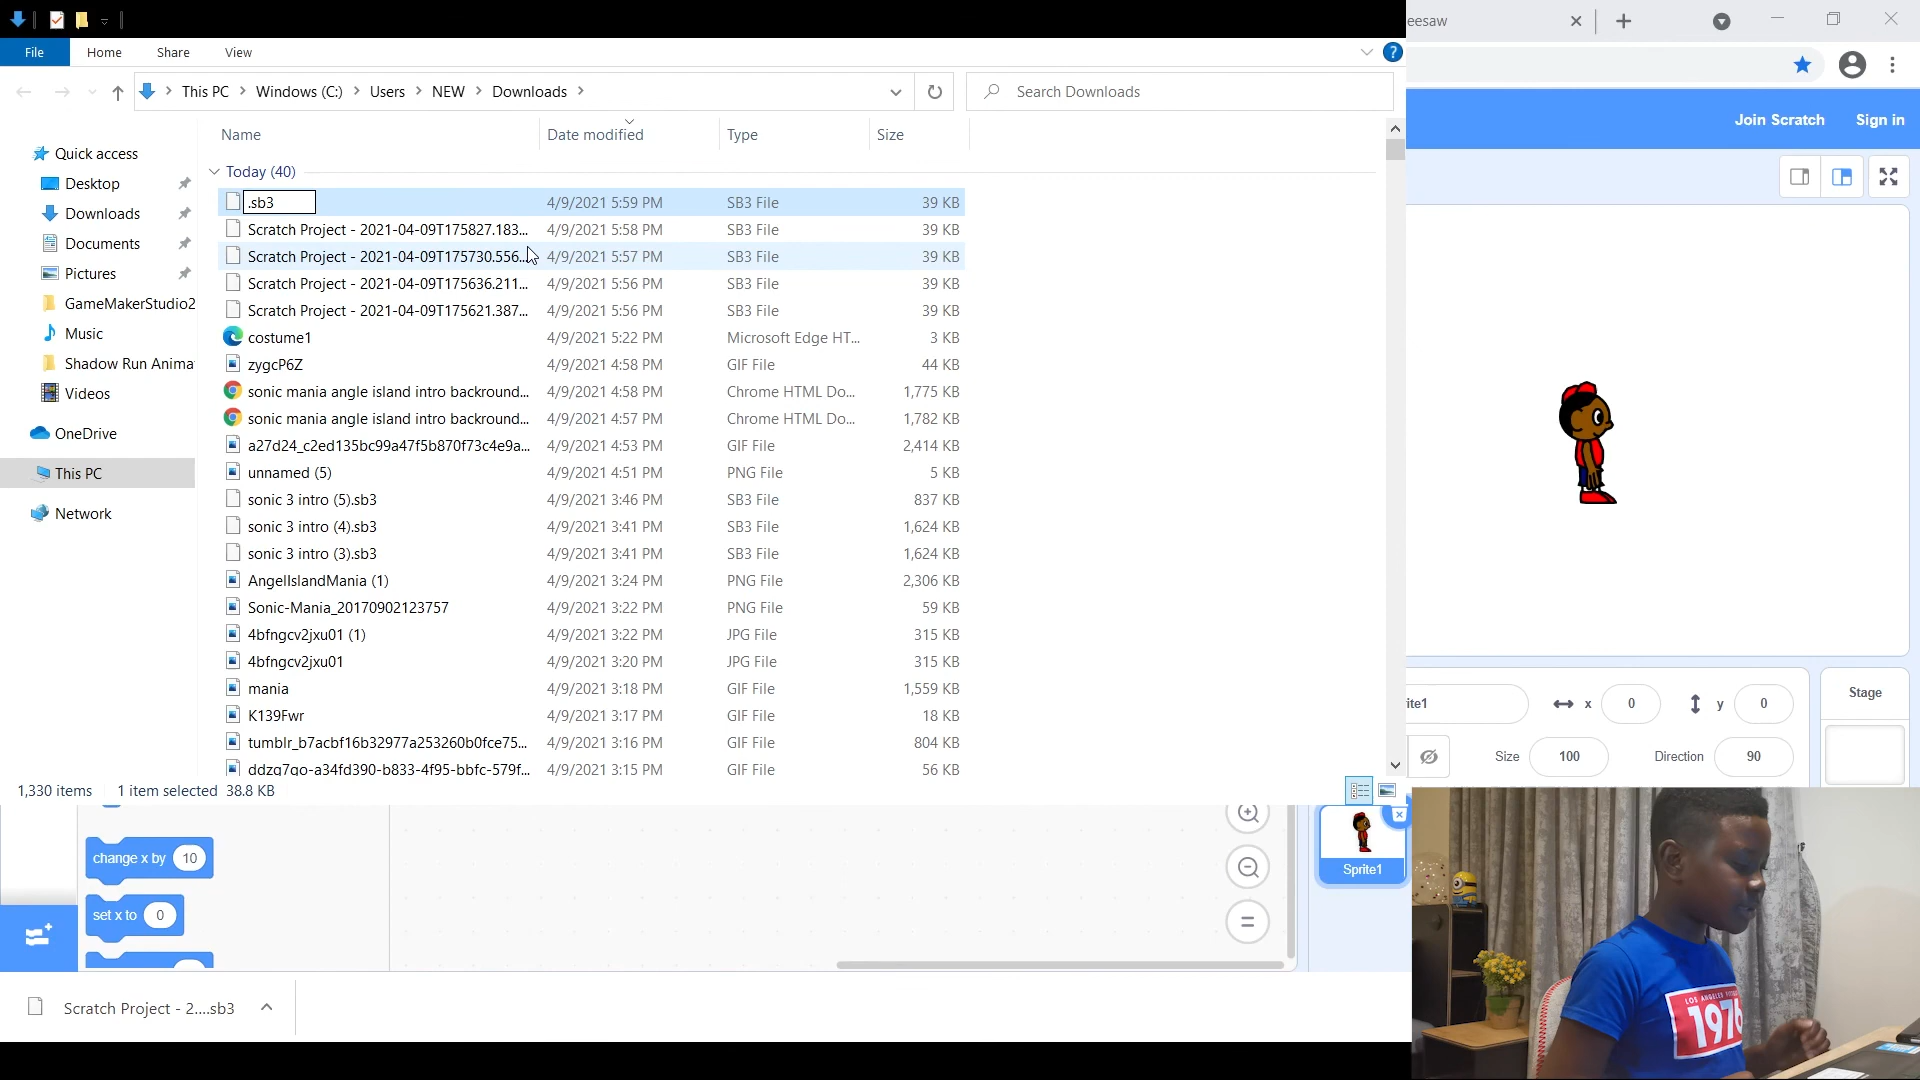 eesaw
File Home Share View
This PC Windows (C:) Users NEW Downloads
Search Downloads
Join Scratch Sign in
Name Date modified Type Size
Quick access
Desktop
Downloads
Documents
Pictures
GameMakerStudio2
Music
Shadow Run Anima
Videos
OneDrive
This PC
Network
Today (40)
.sb3 4/9/2021 5:59 PM SB3 File 39 KB
Scratch Project - 2021-04-09T175827.183... 4/9/2021 5:58 PM SB3 File 39 KB
Scratch Project - 2021-04-09T175730.556... 4/9/2021 5:57 PM SB3 File 39 KB
Scratch Project - 2021-04-09T175636.211... 4/9/2021 5:56 PM SB3 File 39 KB
Scratch Project - 2021-04-09T175621.387... 4/9/2021 5:56 PM SB3 File 39 KB
costume1 4/9/2021 5:22 PM Microsoft Edge HT... 3 KB
zygcP6Z 4/9/2021 4:58 PM GIF File 44 KB
sonic mania angle island intro backround... 4/9/2021 4:58 PM Chrome HTML Do... 1,775 KB
sonic mania angle island intro backround... 4/9/2021 4:57 PM Chrome HTML Do... 1,782 KB
a27d24_c2ed135bc99a47f5b870f73c4e9a... 4/9/2021 4:53 PM GIF File 2,414 KB
unnamed (5) 4/9/2021 4:51 PM PNG File 5 KB
sonic 3 intro (5).sb3 4/9/2021 3:46 PM SB3 File 837 KB
sonic 3 intro (4).sb3 4/9/2021 3:41 PM SB3 File 1,624 KB
sonic 3 intro (3).sb3 4/9/2021 3:41 PM SB3 File 1,624 KB
AngelIslandMania (1) 4/9/2021 3:24 PM PNG File 2,306 KB
Sonic-Mania_20170902123757 4/9/2021 3:22 PM PNG File 59 KB
4bfngcv2jxu01 (1) 4/9/2021 3:22 PM JPG File 315 KB
4bfngcv2jxu01 4/9/2021 3:20 PM JPG File 315 KB
mania 4/9/2021 3:18 PM GIF File 1,559 KB
K139Fwr 4/9/2021 3:17 PM GIF File 18 KB
tumblr_b7acbf16b32977a253260b0fce75... 4/9/2021 3:16 PM GIF File 804 KB
ddzq7qo-a34fd390-b833-4f95-bbfc-579f... 4/9/2021 3:15 PM GIF File 56 KB
1,330 items 1 item selected 38.8 KB
ite1 x 0 y 0
Size 100 Direction 90
Stage
change x by 10
set x to 0
Sprite1
Scratch Project - 2....sb3
LOS ANGELES
1976